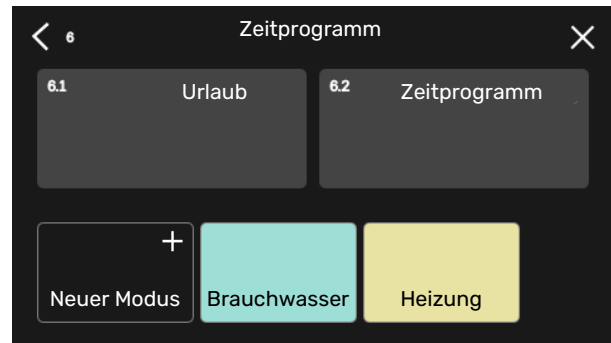 6 Zeitprogramm
6.1 Urlaub
6.2 Zeitprogramm
Neuer Modus
Brauchwasser
Heizung